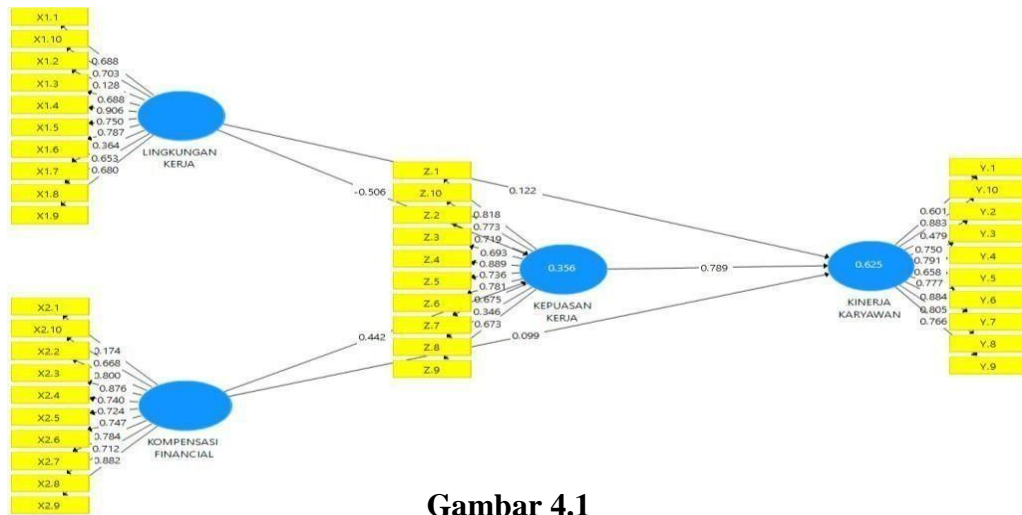 X1.1
X1.10
X1.2
X1.3
X1.4
X1.5
X1.6
X1.7
X1.8
X1.9
0.688
0.703
0.128
0.688
0.906
0.750
0.787
0.364
0.653
0.680
LINGKUNGAN
KERJA
-0.506
0.122
Z.1
Z.10
Z.2
Z.3
Z.4
Z.5
Z.6
Z.7
Z.8
Z.9
0.818
0.773
0.719
0.693
0.889
0.736
0.781
0.675
0.346
0.673
0.356
KEPUASAN
KERJA
0.789
0.625
KINERJA
KARYAWAN
0.601
0.883
0.479
0.750
0.791
0.658
0.777
0.884
0.805
0.766
Y.1
Y.10
Y.2
Y.3
Y.4
Y.5
Y.6
Y.7
Y.8
Y.9
X2.1
X2.10
X2.2
X2.3
X2.4
X2.5
X2.6
X2.7
X2.8
X2.9
0.174
0.668
0.800
0.876
0.740
0.724
0.747
0.784
0.712
0.882
KOMPENSASI
FINANCIAL
0.442
0.099
Gambar 4.1